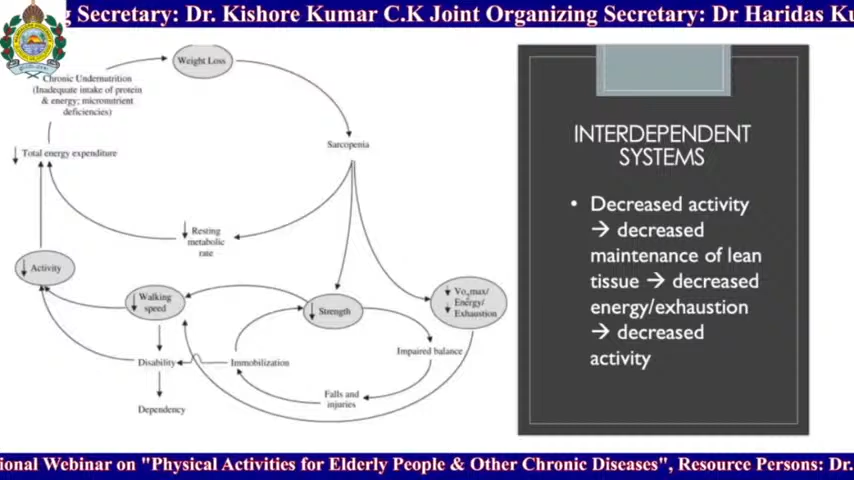 g Secretary: Dr. Kishore Kumar C.K Joint Organizing Secretary: Dr Haridas Ku
Weight Loss
Chronic Undernutrition
(Inadequate intake of protein
& energy; micronutrient
deficiencies)
Sarcopenia
↓ Total energy expenditure
↓ Resting
metabolic
rate
↓ Activity
↓ Walking
speed
↓ Strength
↓ Vo₂max/
Energy/
↓ Exhaustion
Impaired balance
Disability
Immobilization
Falls and
injuries
Dependency
INTERDEPENDENT
SYSTEMS
• Decreased activity
→ decreased
maintenance of lean
tissue → decreased
energy/exhaustion
→ decreased
activity
ional Webinar on "Physical Activities for Elderly People & Other Chronic Diseases", Resource Persons: Dr.